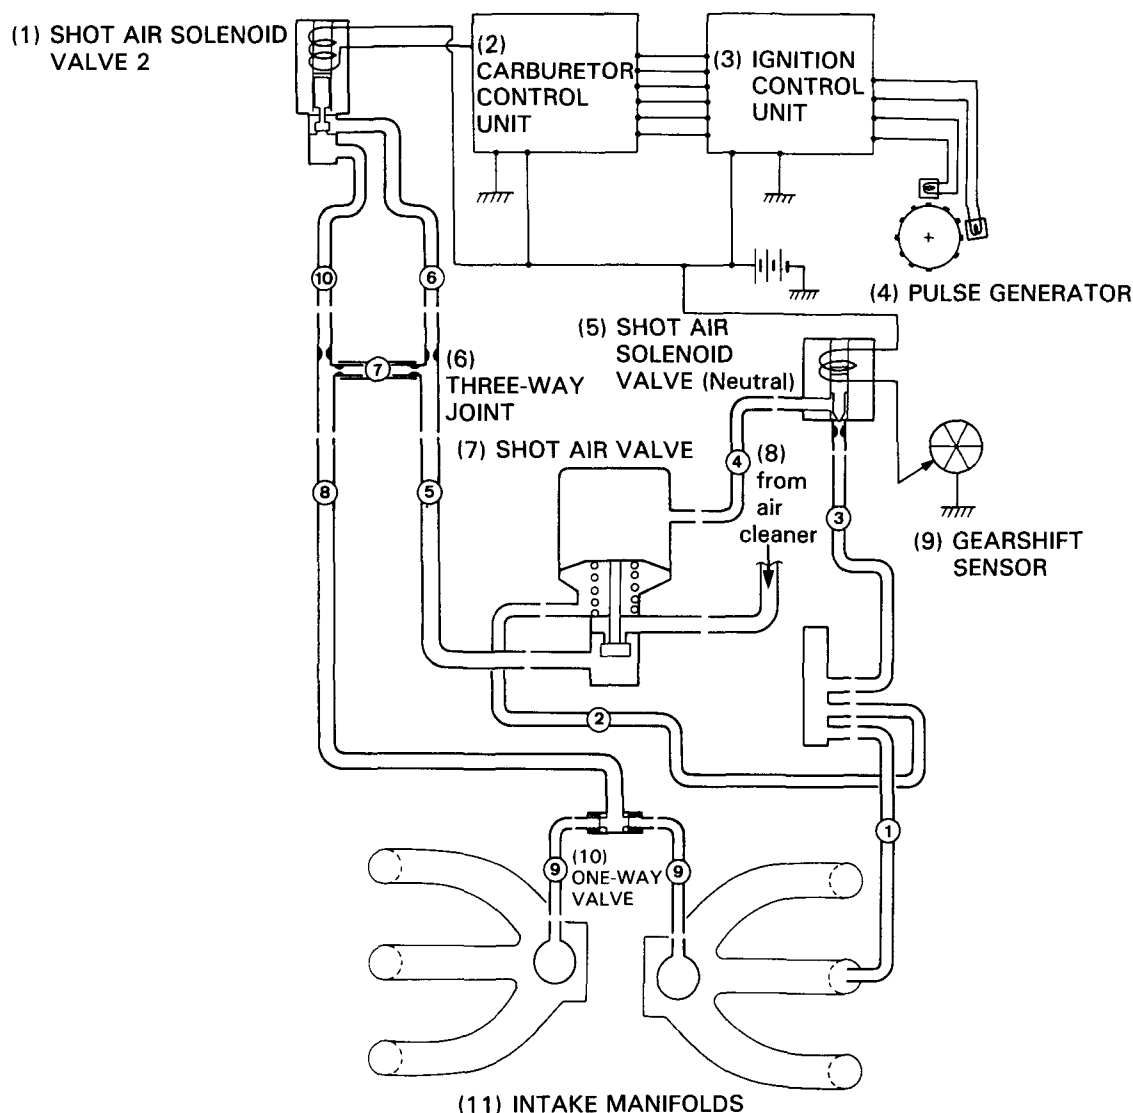 (1) SHOT AIR SOLENOID
VALVE 2
(2)
CARBURETOR
CONTROL
UNIT
(3) IGNITION
CONTROL
UNIT
(4) PULSE GENERATOR
(5) SHOT AIR
SOLENOID
VALVE (Neutral)
10
6
7
(6)
THREE-WAY
JOINT
(7) SHOT AIR VALVE
4
(8)
from
air
cleaner
8
5
3
(9) GEARSHIFT
SENSOR
2
1
9
(10)
ONE-WAY
VALVE
9
(11) INTAKE MANIFOLDS